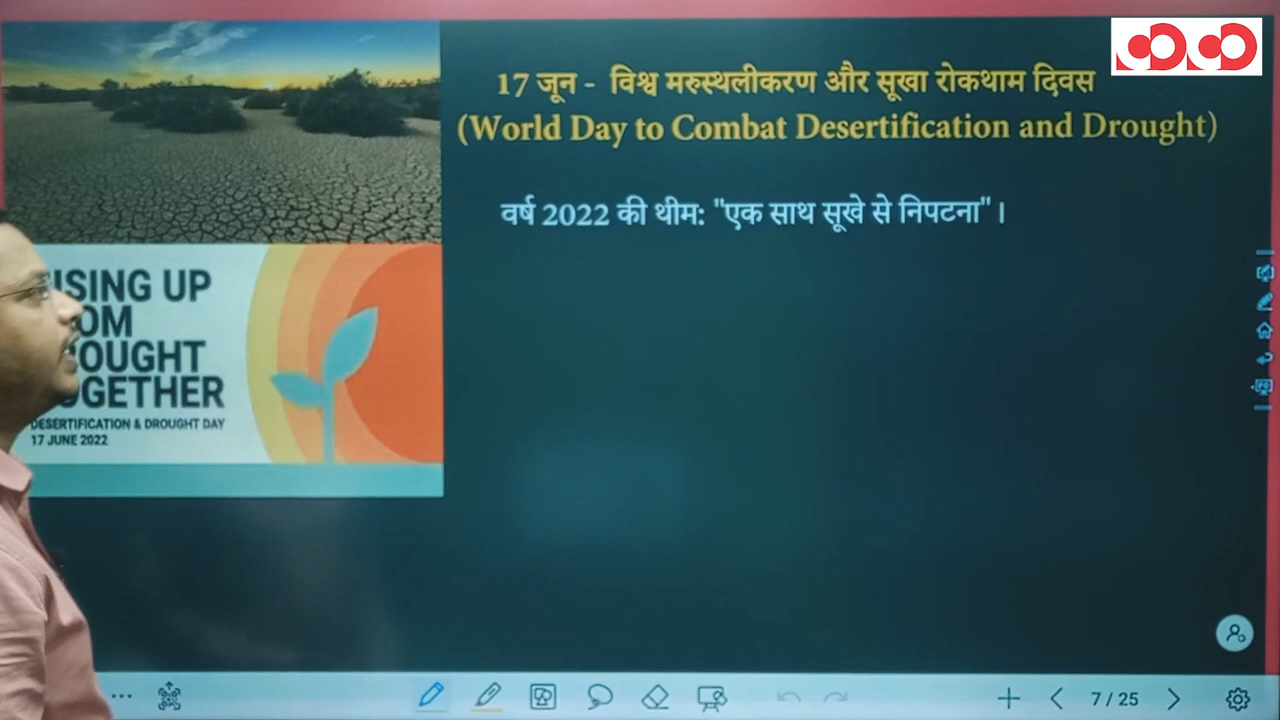 17 जून - विश्व मरुस्थलीकरण और सूखा रोकथाम दिवस
(World Day to Combat Desertification and Drought)
वर्ष 2022 की थीम: "एक साथ सूखे से निपटना"।
UP
DESERTIFICATION & DROUGHT DAY
17 JUNE 2022
7 / 25